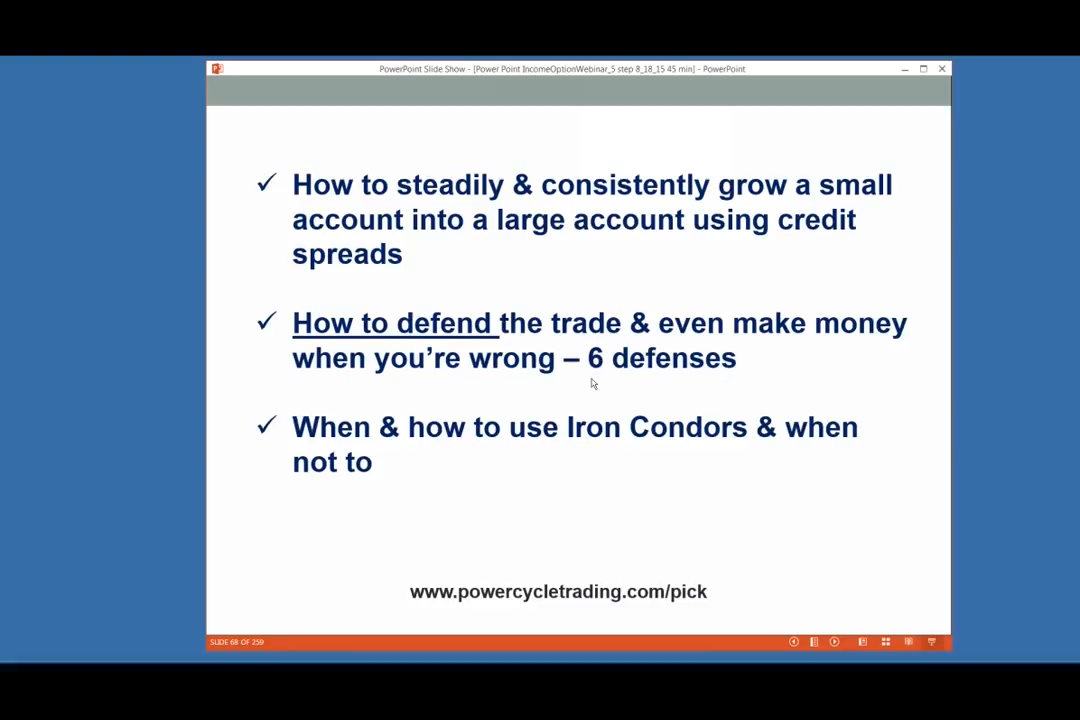 PowerPoint Slide Show - [Power Point IncomeOptionWebinar_5 step 8_18_15 45 min] - PowerPoint
✓ How to steadily & consistently grow a small
account into a large account using credit
spreads
✓ How to defend the trade & even make money
when you’re wrong – 6 defenses
✓ When & how to use Iron Condors & when
not to
www.powercycletrading.com/pick
SLIDE 68 OF 259